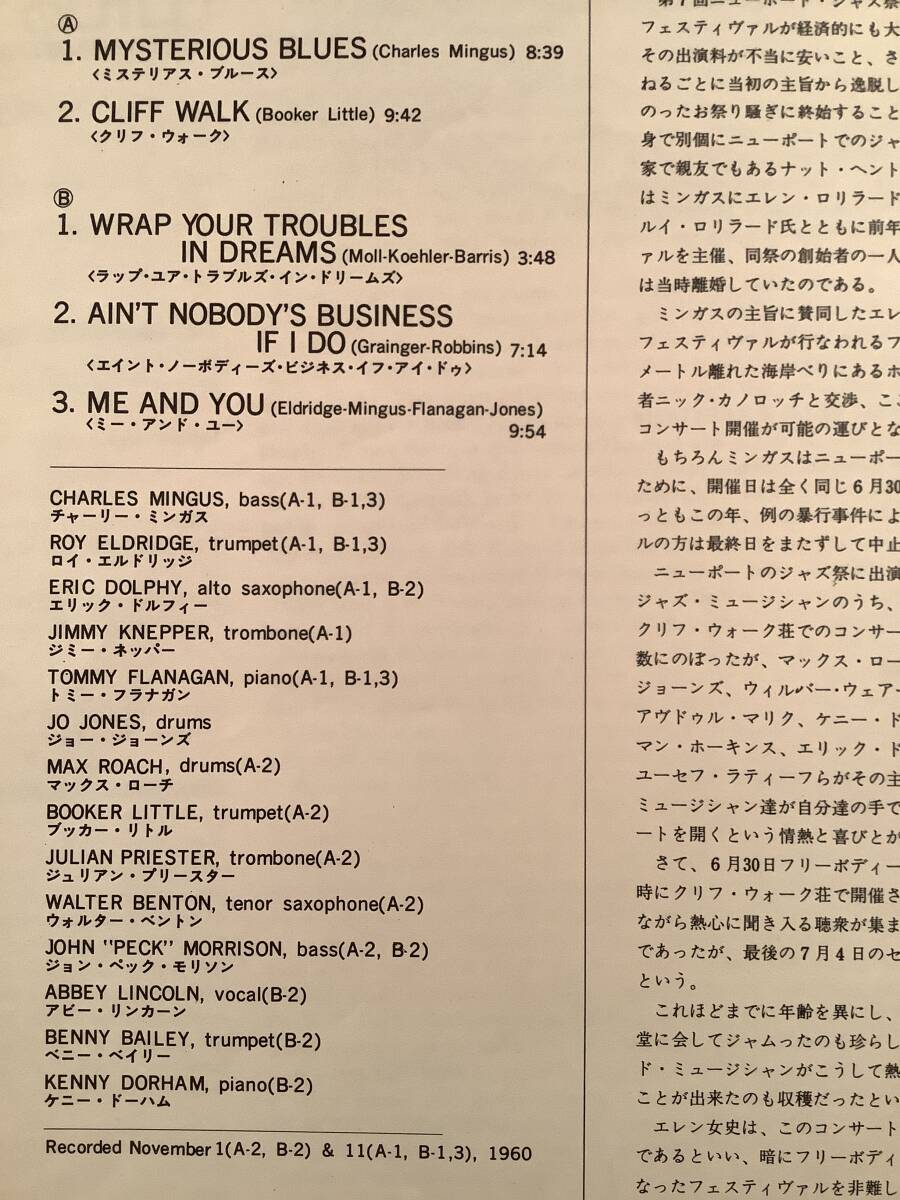 Ⓐ
1. MYSTERIOUS BLUES (Charles Mingus) 8:39
〈ミステリアス・ブルース〉
2. CLIFF WALK (Booker Little) 9:42
〈クリフ・ウォーク〉
Ⓑ
1. WRAP YOUR TROUBLES
IN DREAMS (Moll-Koehler-Barris) 3:48
〈ラップ・ユア・トラブルズ・イン・ドリームズ〉
2. AIN'T NOBODY'S BUSINESS
IF I DO (Grainger-Robbins) 7:14
〈エイント・ノーボディーズ・ビジネス・イフ・アイ・ドゥ〉
3. ME AND YOU (Eldridge-Mingus-Flanagan-Jones)
〈ミー・アンド・ユー〉
9:54
CHARLES MINGUS, bass(A-1, B-1,3)
チャーリー・ミンガス
ROY ELDRIDGE, trumpet(A-1, B-1,3)
ロイ・エルドリッジ
ERIC DOLPHY, alto saxophone(A-1, B-2)
エリック・ドルフィー
JIMMY KNEPPER, trombone(A-1)
ジミー・ネッパー
TOMMY FLANAGAN, piano(A-1, B-1,3)
トミー・フラナガン
JO JONES, drums
ジョー・ジョーンズ
MAX ROACH, drums(A-2)
マックス・ローチ
BOOKER LITTLE, trumpet(A-2)
ブッカー・リトル
JULIAN PRIESTER, trombone(A-2)
ジュリアン・プリースター
WALTER BENTON, tenor saxophone(A-2)
ウォルター・ベントン
JOHN "PECK" MORRISON, bass(A-2, B-2)
ジョン・ペック・モリソン
ABBEY LINCOLN, vocal(B-2)
アビー・リンカーン
BENNY BAILEY, trumpet(B-2)
ベニー・ベイリー
KENNY DORHAM, piano(B-2)
ケニー・ドーハム
Recorded November 1(A-2, B-2) & 11(A-1, B-1,3), 1960
第7回ニューポート・ジャズ祭
フェスティヴァルが経済的にも大
その出演料が不当に安いこと、さ
ねるごとに当初の主旨から逸脱し
のったお祭り騒ぎに終始すること
身で別個にニューポートでのジャ
家で親友でもあるナット・ヘント
はミンガスにエレン・ロリラード
ルイ・ロリラード氏とともに前年
ァルを主催、同祭の創始者の一人
は当時離婚していたのである。
ミンガスの主旨に賛同したエレ
フェスティヴァルが行なわれるフ
メートル離れた海岸べりにあるホ
者ニック・カノロッチと交渉、ここ
コンサート開催が可能の運びとな
もちろんミンガスはニューポー
ために、開催日は全く同じ6月30
っともこの年、例の暴行事件によ
ルの方は最終日をまたずして中止
ニューポートのジャズ祭に出演
ジャズ・ミュージシャンのうち、
クリフ・ウォーク荘でのコンサー
数にのぼったが、マックス・ロー
ジョーンズ、ウィルバー・ウェアー
アヴドゥル・マリク、ケニー・ド
マン・ホーキンス、エリック・ド
ユーセフ・ラティーフらがその主
ミュージシャン達が自分達の手で
ートを開くという情熱と喜びとが
さて、6月30日フリーボディー
時にクリフ・ウォーク荘で開催さ
ながら熱心に聞き入る聴衆が集ま
であったが、最後の7月4日のセ
という。
これほどまでに年齢を異にし、
堂に会してジャムったのも珍らし
ド・ミュージシャンがこうして熱
ことが出来たのも収穫だったとい
エレン女史は、このコンサート
であるといい、暗にフリーボディ
なったフェスティヴァルを非難し